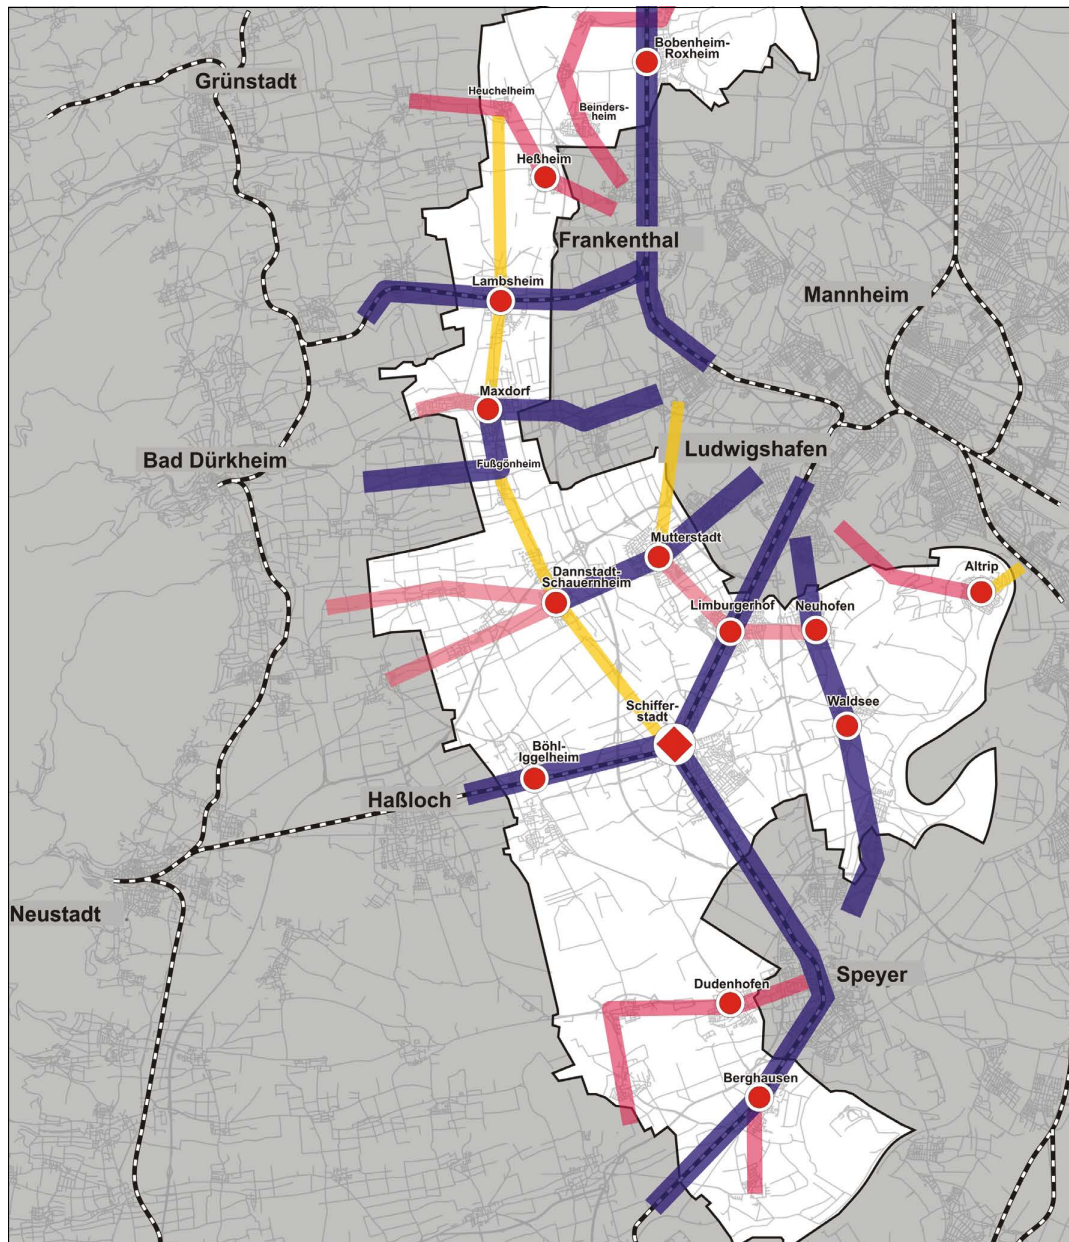 Bobenheim-
Roxheim
Grünstadt
Heuchelheim
Beinders-
heim
Heßheim
Frankenthal
Lambsheim
Mannheim
Maxdorf
Ludwigshafen
Bad Dürkheim
Fußgönheim
Mutterstadt
Dannstadt-
Schauernheim
Altrip
Limburgerhof
Neuhofen
Schiffer-
stadt
Waldsee
Böhl-
Iggelheim
Haßloch
Neustadt
Speyer
Dudenhofen
Berghausen